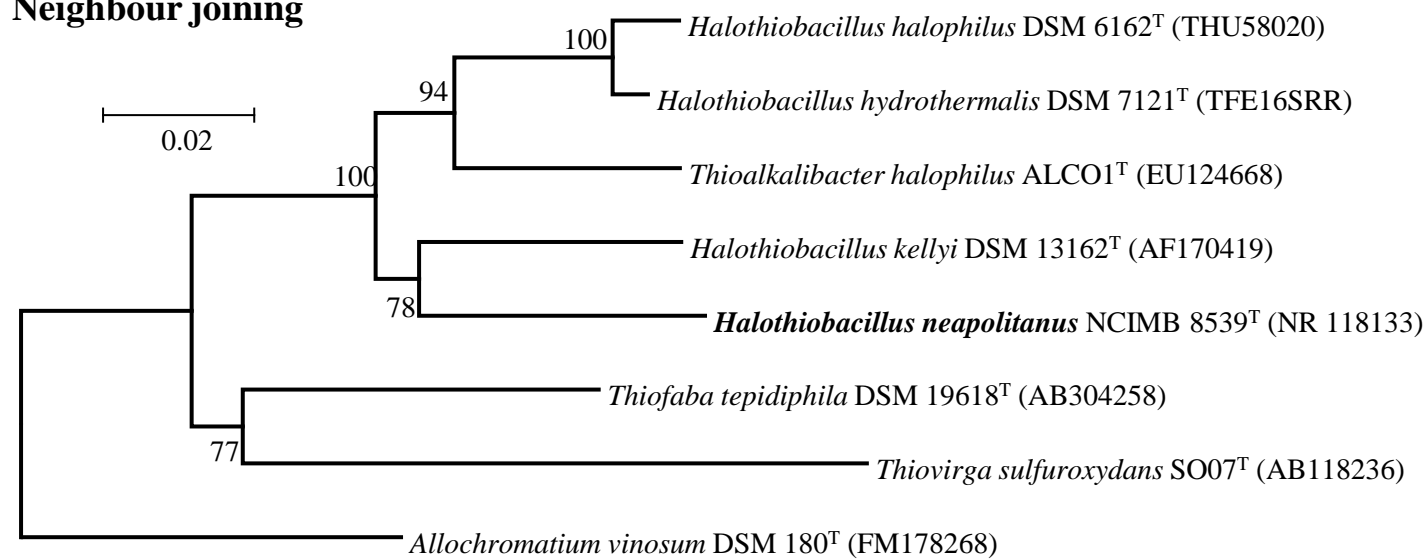 Neighbour joining
Halothiobacillus halophilus DSM 6162ᵀ (THU58020)
100
Halothiobacillus hydrothermalis DSM 7121ᵀ (TFE16SRR)
94
0.02
Thioalkalibacter halophilus ALCO1ᵀ (EU124668)
100
Halothiobacillus kellyi DSM 13162ᵀ (AF170419)
78
Halothiobacillus neapolitanus NCIMB 8539ᵀ (NR 118133)
Thiofaba tepidiphila DSM 19618ᵀ (AB304258)
77
Thiovirga sulfuroxydans SO07ᵀ (AB118236)
Allochromatium vinosum DSM 180ᵀ (FM178268)